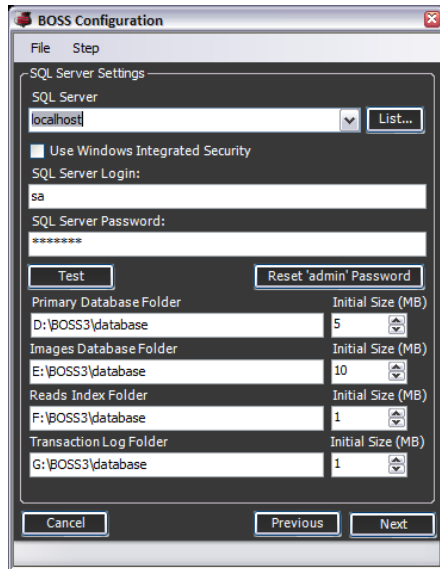 BOSS Configuration
File Step
SQL Server Settings
SQL Server
localhost List...
Use Windows Integrated Security
SQL Server Login:
sa
SQL Server Password:
*******
Test Reset 'admin' Password
Primary Database Folder Initial Size (MB)
D:\BOSS3\database 5
Images Database Folder Initial Size (MB)
E:\BOSS3\database 10
Reads Index Folder Initial Size (MB)
F:\BOSS3\database 1
Transaction Log Folder Initial Size (MB)
G:\BOSS3\database 1
Cancel Previous Next